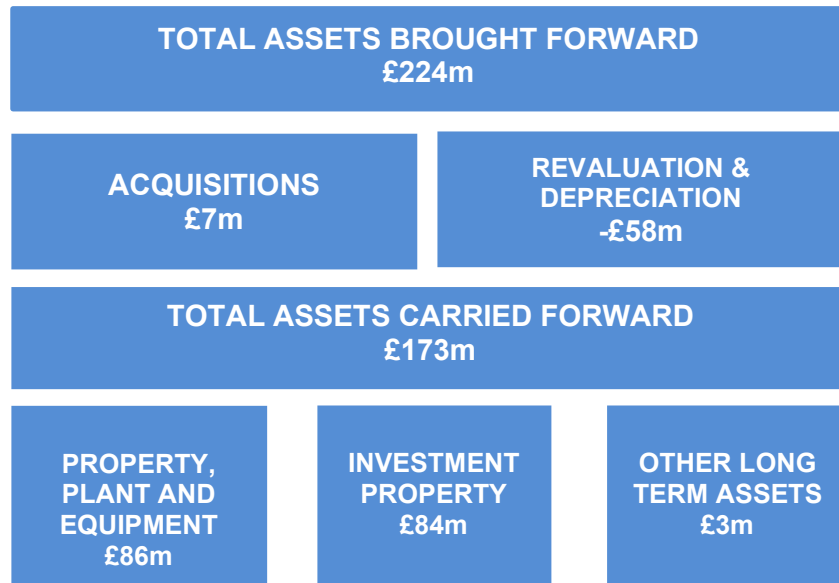 TOTAL ASSETS BROUGHT FORWARD
£224m
ACQUISITIONS
£7m
REVALUATION &
DEPRECIATION
-£58m
TOTAL ASSETS CARRIED FORWARD
£173m
PROPERTY,
PLANT AND
EQUIPMENT
£86m
INVESTMENT
PROPERTY
£84m
OTHER LONG
TERM ASSETS
£3m